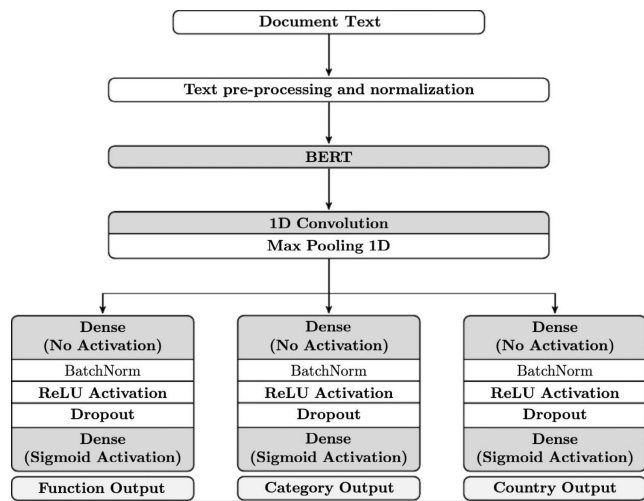 Document Text
Text pre-processing and normalization
BERT
1D Convolution
Max Pooling 1D
Dense
(No Activation)
BatchNorm
ReLU Activation
Dropout
Dense
(Sigmoid Activation)
Function Output
Dense
(No Activation)
BatchNorm
ReLU Activation
Dropout
Dense
(Sigmoid Activation)
Category Output
Dense
(No Activation)
BatchNorm
ReLU Activation
Dropout
Dense
(Sigmoid Activation)
Country Output